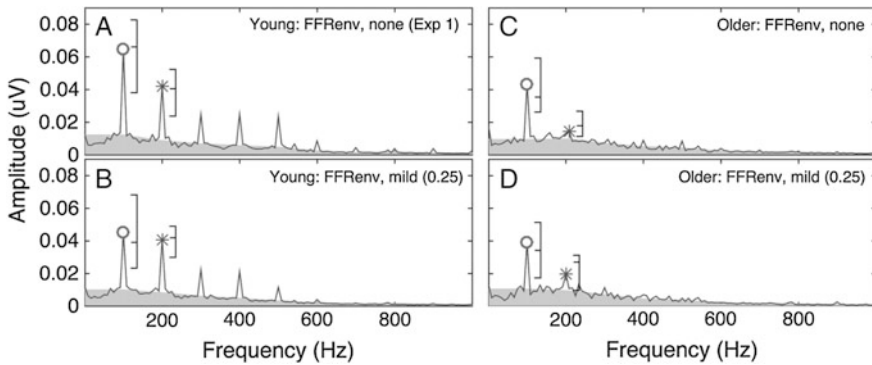 A
Young: FFRenv, none (Exp 1)
0.08
0.06
0.04
0.02
0
B
Young: FFRenv, mild (0.25)
0.08
0.06
0.04
0.02
0
200
400
600
800
Frequency (Hz)
Amplitude (uV)
C
Older: FFRenv, none
D
Older: FFRenv, mild (0.25)
200
400
600
800
Frequency (Hz)